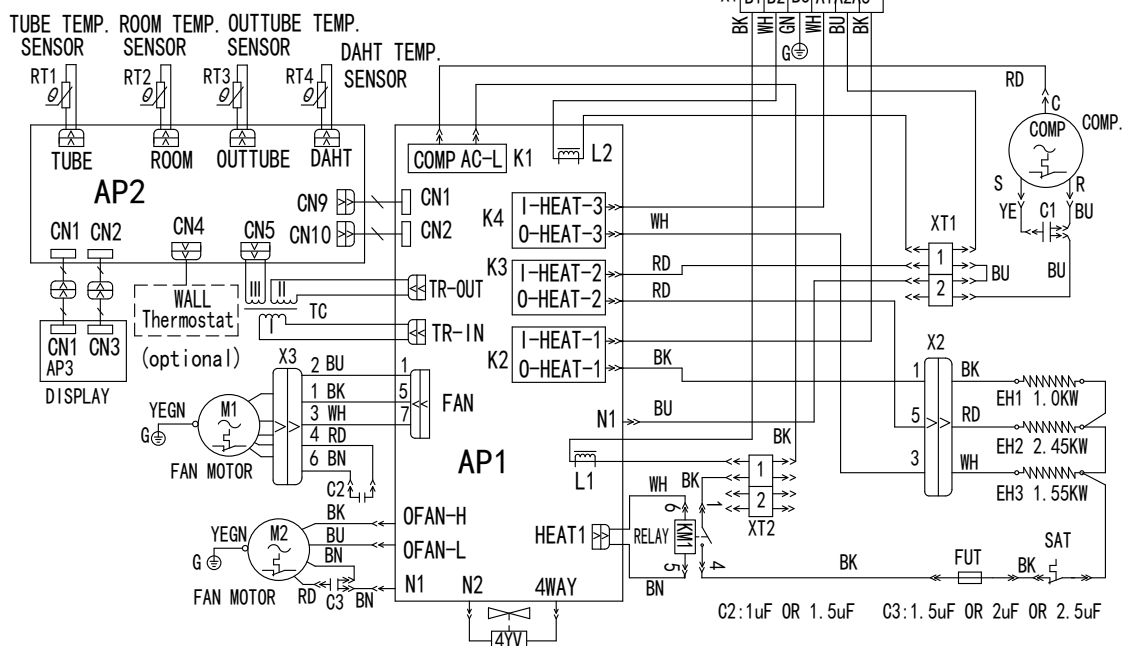 TUBE TEMP. ROOM TEMP. OUTTUBE TEMP.
SENSOR SENSOR SENSOR
DAHT TEMP.
SENSOR
RT1 RT2 RT3 RT4
θ θ θ θ
TUBE ROOM OUTTUBE DAHT
AP2
CN9 CN1
CN10 CN2
CN1 CN2 CN4 CN5
III II
I
TC
WALL
Thermostat
(optional)
CN1 CN3
AP3
DISPLAY
B1 B2
BK WH GN WH BU BK
G
COMP AC-L K1
L2
K4
I-HEAT-3
O-HEAT-3
WH
K3
I-HEAT-2
O-HEAT-2
RD
RD
K2
I-HEAT-1
O-HEAT-1
BK
TR-OUT
TR-IN
FAN
1
5
7
N1
BU
AP1
L1
HEAT1
OFAN-H
OFAN-L
N1 N2 4WAY
4YV
X3
2 BU
1 BK
3 WH
4 RD
6 BN
C2
YEGN
G
M1
FAN MOTOR
YEGN
G
M2
FAN MOTOR
BK
BU
BN
RD C3 BN
RD
C
COMP
COMP.
S R
YE C1 BU
BU
XT1
1
2
BU
X2
1
5
3
BK
RD
WH
EH1 1.0KW
EH2 2.45KW
EH3 1.55KW
BK
1
2
XT2
WH
BK
6
1
RELAY
KM1
5
4
BN
BK
FUT
BK
SAT
C2:1uF OR 1.5uF
C3:1.5uF OR 2uF OR 2.5uF